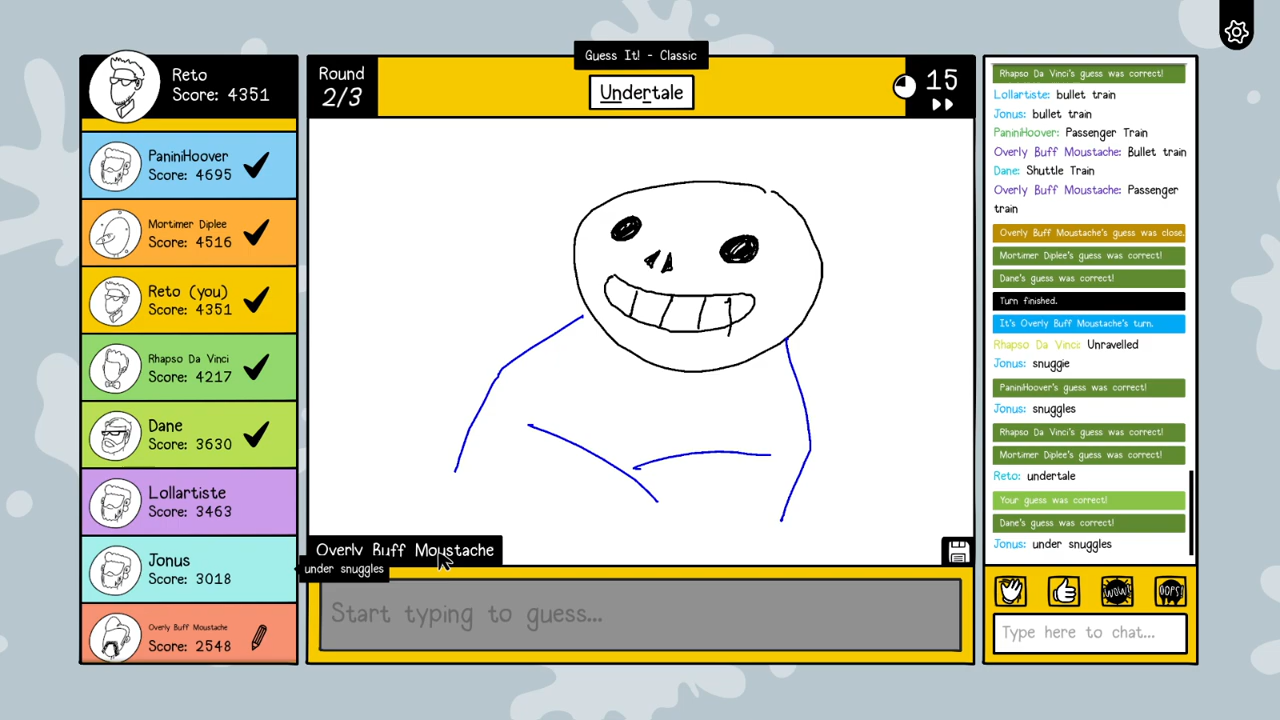 Guess It! - Classic
Reto
Score: 4351
Round
2/3
Undertale
15
PaniniHoover
Score: 4695
Mortimer Diplee
Score: 4516
Reto (you)
Score: 4351
Rhapso Da Vinci
Score: 4217
Dane
Score: 3630
Lollartiste
Score: 3463
Jonus
Score: 3018
Overly Buff Moustache
Score: 2548
Overly Buff Moustache
under snuggles
Start typing to guess...
Rhapso Da Vinci's guess was correct!
Lollartiste: bullet train
Jonus: bullet train
PaniniHoover: Passenger Train
Overly Buff Moustache: Bullet train
Dane: Shuttle Train
Overly Buff Moustache: Passenger
train
Overly Buff Moustache's guess was close.
Mortimer Diplee's guess was correct!
Dane's guess was correct!
Turn finished.
It's Overly Buff Moustache's turn.
Rhapso Da Vinci: Unravelled
Jonus: snuggie
PaniniHoover's guess was correct!
Jonus: snuggles
Rhapso Da Vinci's guess was correct!
Mortimer Diplee's guess was correct!
Reto: undertale
Your guess was correct!
Dane's guess was correct!
Jonus: under snuggles
WOW!
OOPS!
Type here to chat...